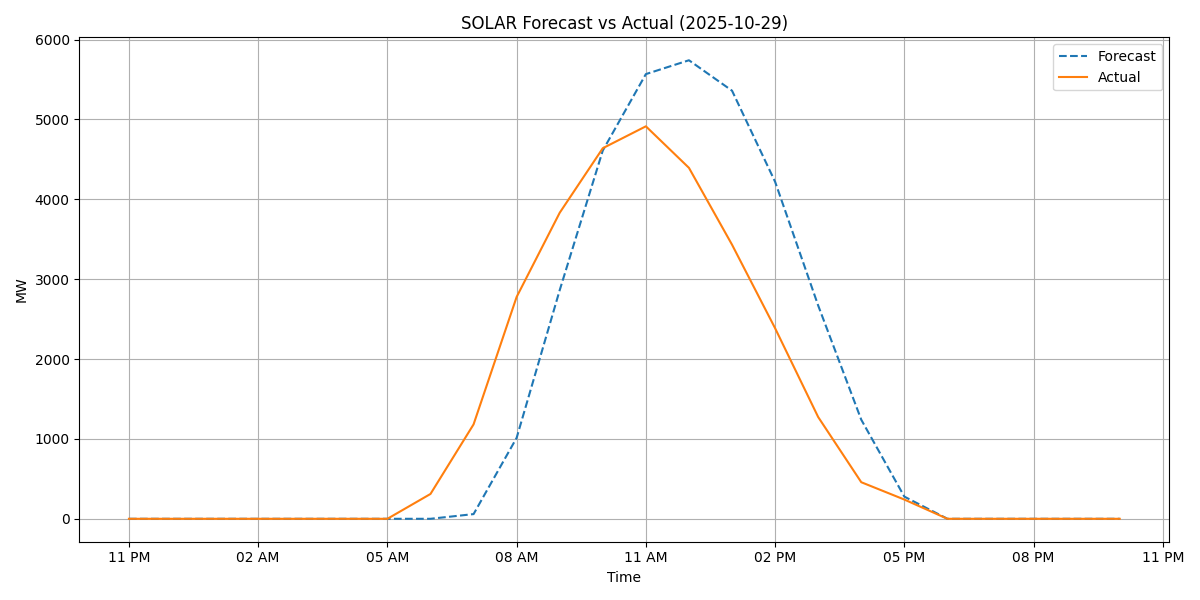 SOLAR Forecast vs Actual (2025-10-29)
6000
5000
4000
3000
2000
1000
0
MW
Forecast
Actual
11 PM 02 AM 05 AM 08 AM 11 AM 02 PM 05 PM 08 PM 11 PM
Time